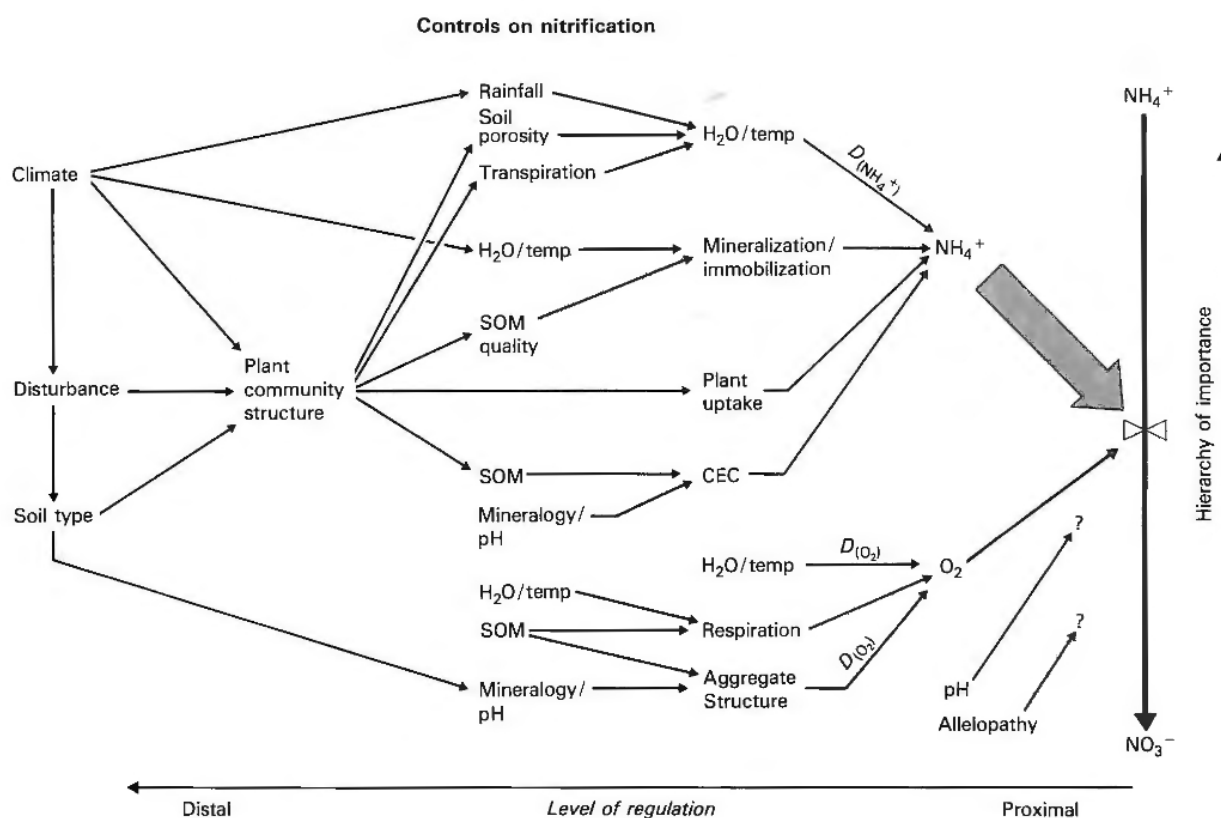 Controls on nitrification
Rainfall
Soil
porosity
Transpiration
H₂O/temp
D(NH₄⁺)
NH₄⁺
Climate
H₂O/temp
Mineralization/
immobilization
NH₄⁺
SOM
quality
Disturbance
Plant
community
structure
Plant
uptake
Hierarchy of importance
SOM
CEC
Soil type
Mineralogy/
pH
H₂O/temp
D(O₂)
O₂
?
H₂O/temp
SOM
Respiration
D(O₂)
?
Mineralogy/
pH
Aggregate
Structure
pH
Allelopathy
NO₃⁻
Distal
Level of regulation
Proximal